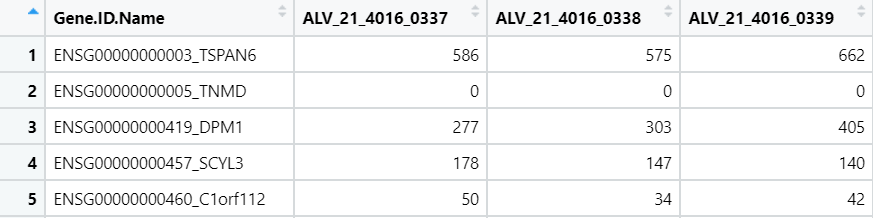 Gene.ID.Name ALV_21_4016_0337 ALV_21_4016_0338 ALV_21_4016_0339
1 ENSG00000000003_TSPAN6 586 575 662
2 ENSG00000000005_TNMD 0 0 0
3 ENSG00000000419_DPM1 277 303 405
4 ENSG00000000457_SCYL3 178 147 140
5 ENSG00000000460_C1orf112 50 34 42